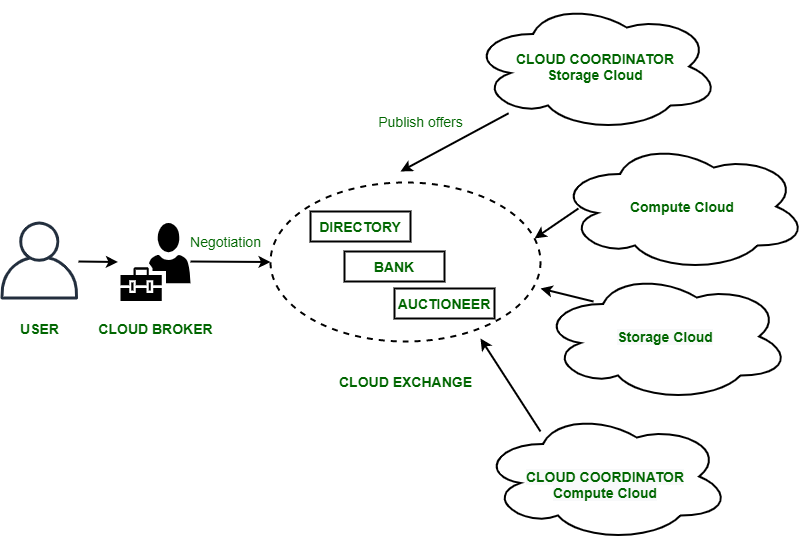 CLOUD COORDINATOR
Storage Cloud
Publish offers
Compute Cloud
DIRECTORY
Negotiation
BANK
AUCTIONEER
USER
CLOUD BROKER
Storage Cloud
CLOUD EXCHANGE
CLOUD COORDINATOR
Compute Cloud